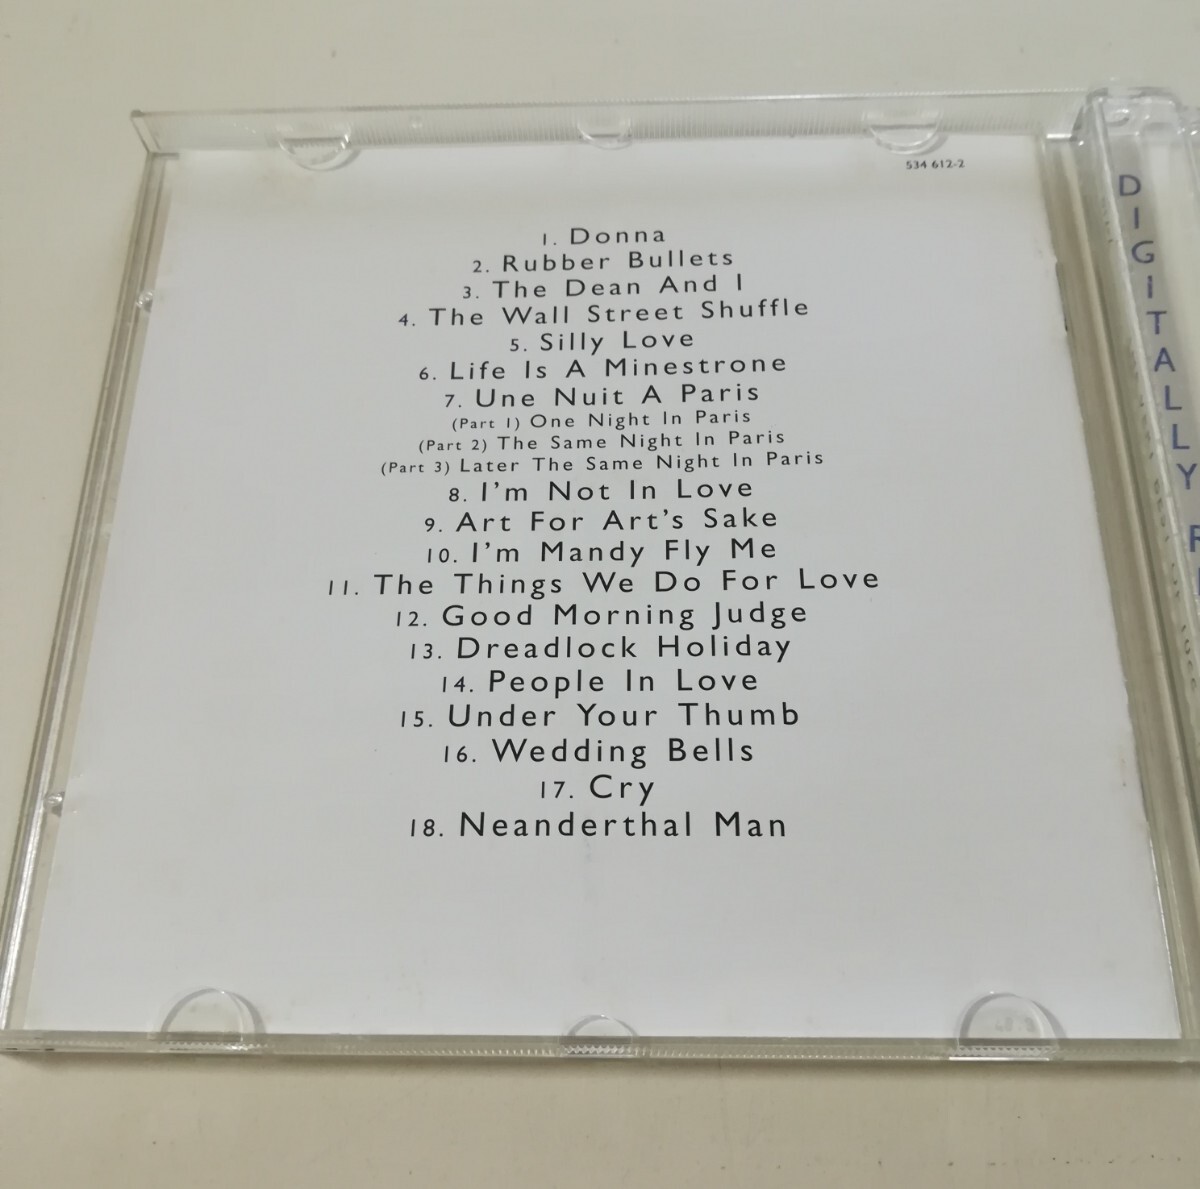 534 612-2
1. Donna
2. Rubber Bullets
3. The Dean And I
4. The Wall Street Shuffle
5. Silly Love
6. Life Is A Minestrone
7. Une Nuit A Paris
(Part 1) One Night In Paris
(Part 2) The Same Night In Paris
(Part 3) Later The Same Night In Paris
8. I'm Not In Love
9. Art For Art's Sake
10. I'm Mandy Fly Me
11. The Things We Do For Love
12. Good Morning Judge
13. Dreadlock Holiday
14. People In Love
15. Under Your Thumb
16. Wedding Bells
17. Cry
18. Neanderthal Man
DIGITALLY